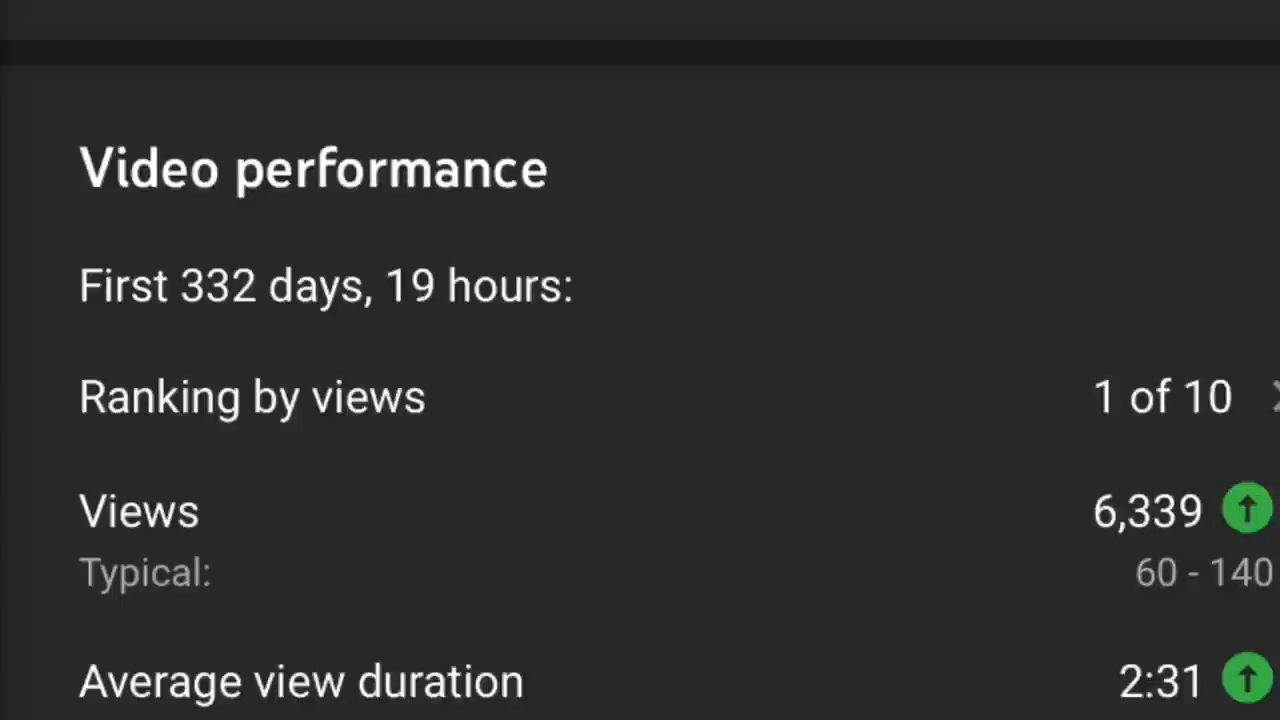 Video performance
First 332 days, 19 hours:
Ranking by views 1 of 10
Views 6,339
Typical: 60 - 140
Average view duration 2:31